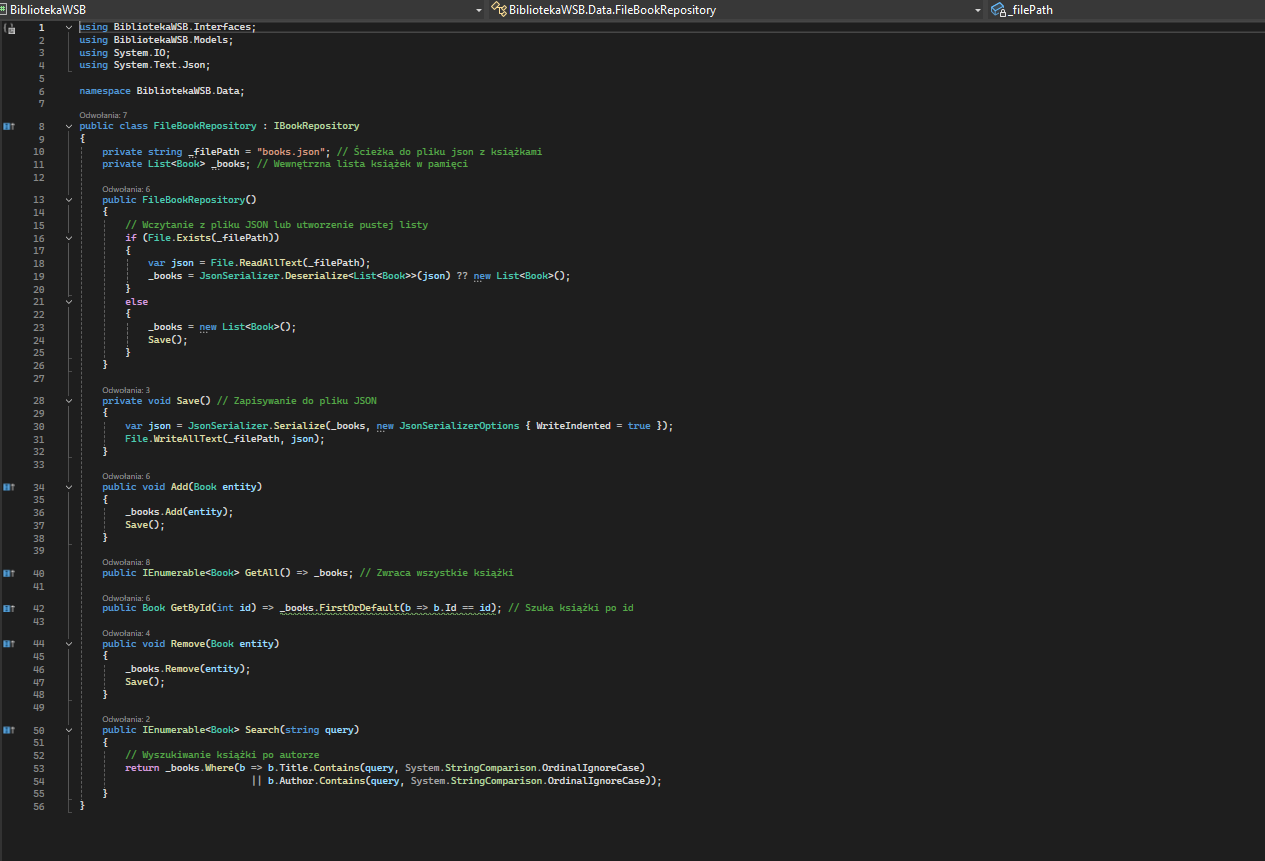 BibliotekaWSB BibliotekaWSB.Data.FileBookRepository _filePath
1 using BibliotekaWSB.Interfaces;
2 using BibliotekaWSB.Models;
3 using System.IO;
4 using System.Text.Json;
5
6 namespace BibliotekaWSB.Data;
7
Odwołania: 7
8 public class FileBookRepository : IBookRepository
9 {
10 private string _filePath = "books.json"; // Ścieżka do pliku json z książkami
11 private List<Book> _books; // Wewnętrzna lista książek w pamięci
12
Odwołania: 6
13 public FileBookRepository()
14 {
15 // Wczytanie z pliku JSON lub utworzenie pustej listy
16 if (File.Exists(_filePath))
17 {
18 var json = File.ReadAllText(_filePath);
19 _books = JsonSerializer.Deserialize<List<Book>>(json) ?? new List<Book>();
20 }
21 else
22 {
23 _books = new List<Book>();
24 Save();
25 }
26 }
27
Odwołania: 3
28 private void Save() // Zapisywanie do pliku JSON
29 {
30 var json = JsonSerializer.Serialize(_books, new JsonSerializerOptions { WriteIndented = true });
31 File.WriteAllText(_filePath, json);
32 }
33
Odwołania: 6
34 public void Add(Book entity)
35 {
36 _books.Add(entity);
37 Save();
38 }
39
Odwołania: 8
40 public IEnumerable<Book> GetAll() => _books; // Zwraca wszystkie książki
41
Odwołania: 6
42 public Book GetById(int id) => _books.FirstOrDefault(b => b.Id == id); // Szuka książki po id
43
Odwołania: 4
44 public void Remove(Book entity)
45 {
46 _books.Remove(entity);
47 Save();
48 }
49
Odwołania: 2
50 public IEnumerable<Book> Search(string query)
51 {
52 // Wyszukiwanie książki po autorze
53 return _books.Where(b => b.Title.Contains(query, System.StringComparison.OrdinalIgnoreCase)
54 || b.Author.Contains(query, System.StringComparison.OrdinalIgnoreCase));
55 }
56 }